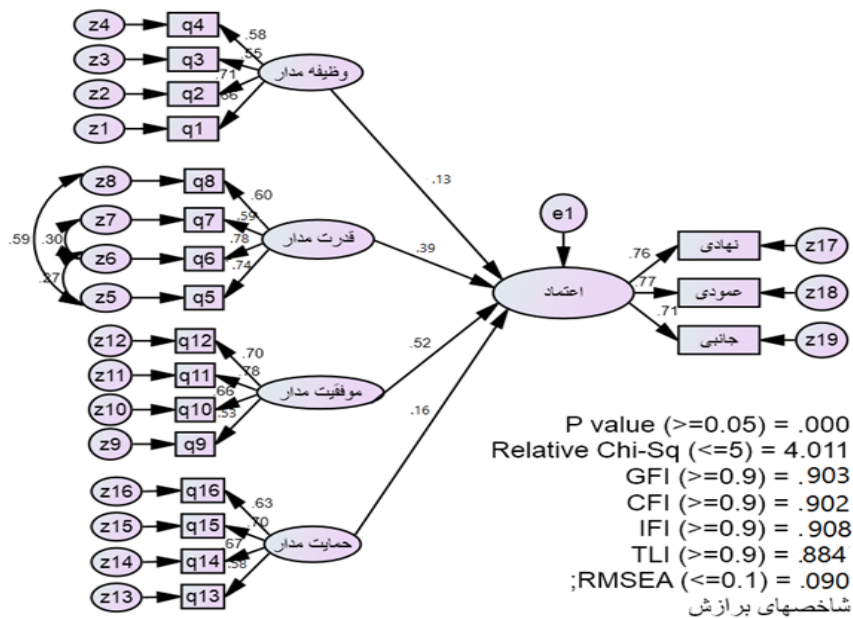 z4 q4 .58
z3 q3 .55
z2 q2 .71
z1 q1 .66
وظیفه مدار
.13
z8 q8 .60
z7 q7 .59
z6 q6 .78
z5 q5 .74
.59 .30
.27
قدرت مدار
.39
e1
اعتماد
.76 نهادی z17
.77 عمودی z18
.71 جانبی z19
z12 q12 .70
z11 q11 .78
z10 q10 .66
z9 q9 .53
موفقیت مدار
.52
z16 q16 .63
z15 q15 .70
z14 q14 .67
z13 q13 .58
حمایت مدار
.16
P value (>=0.05) = .000
Relative Chi-Sq (<=5) = 4.011
GFI (>=0.9) = .903
CFI (>=0.9) = .902
IFI (>=0.9) = .908
TLI (>=0.9) = .884
;RMSEA (<=0.1) = .090
شاخصهای برازش